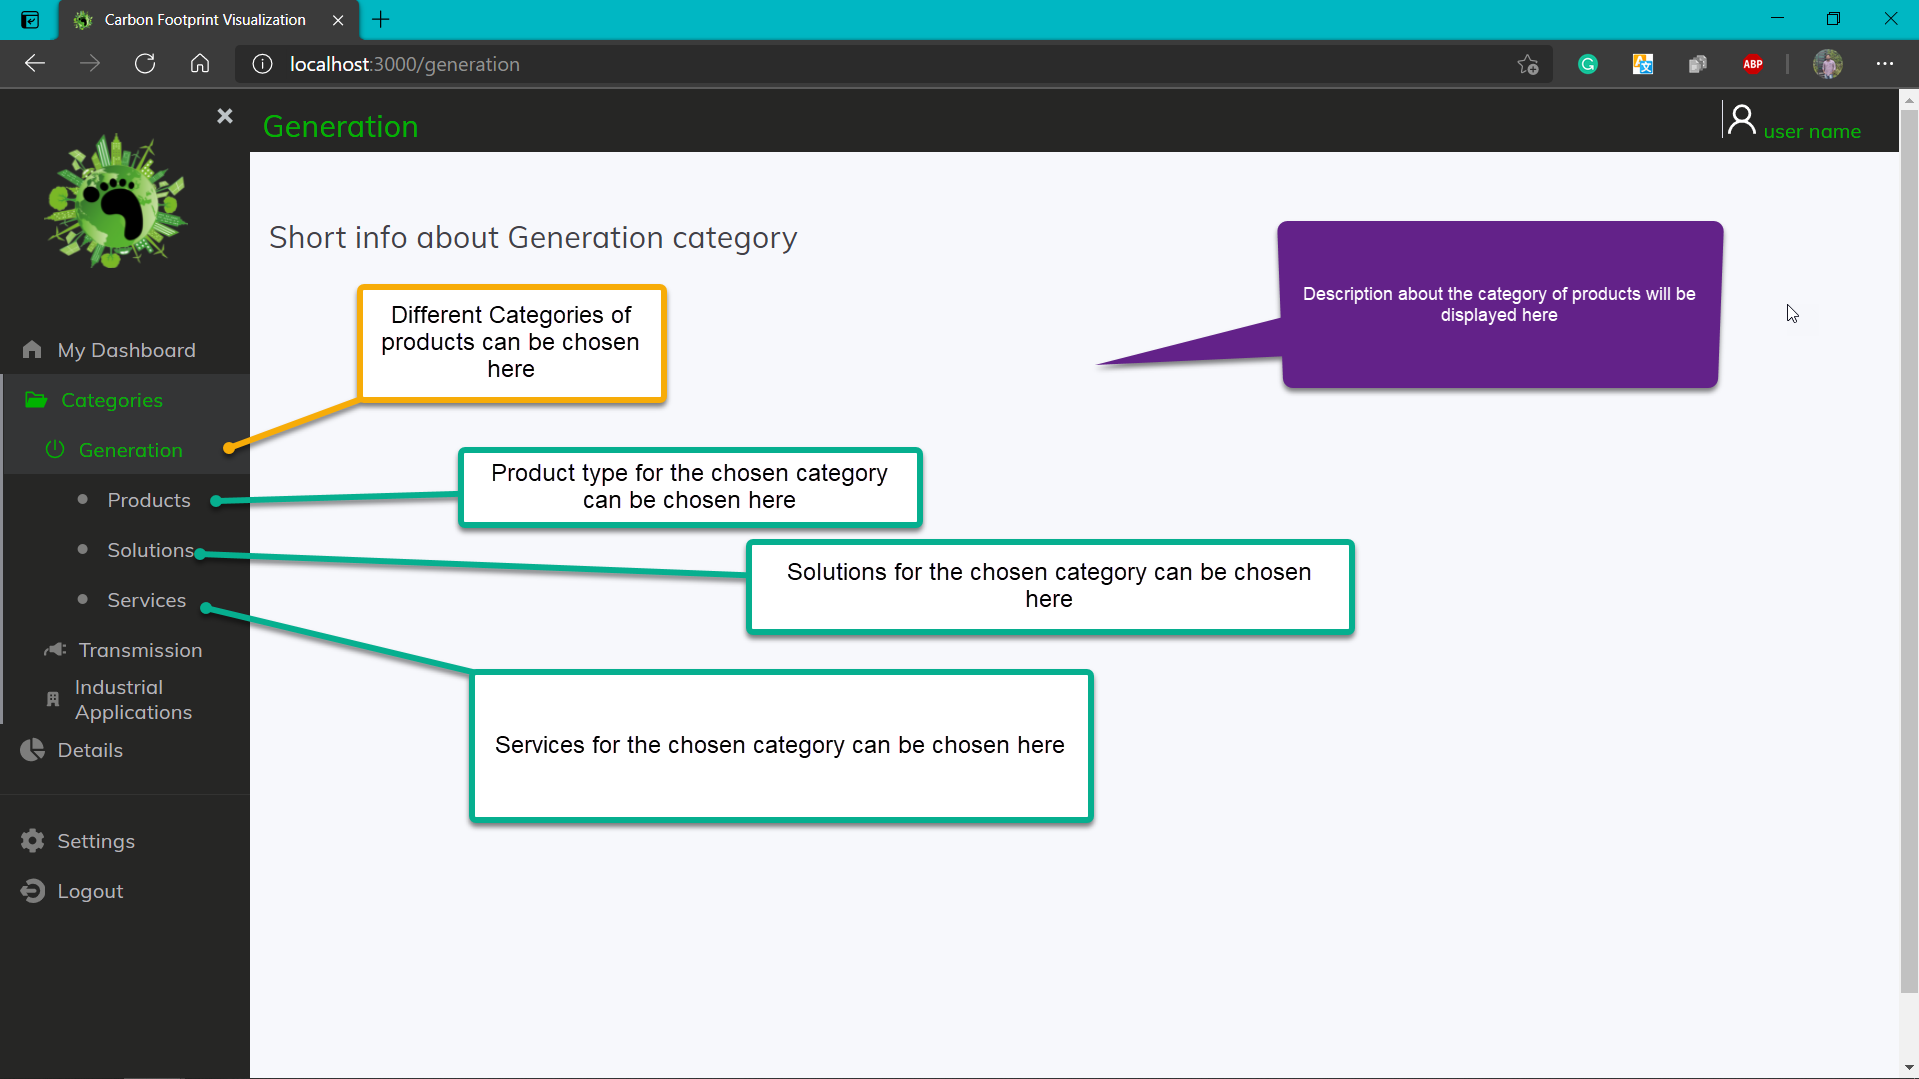 Carbon Footprint Visualization
localhost:3000/generation
ABP
Generation
user name
Short info about Generation category
Description about the category of products will be
displayed here
Different Categories of
products can be chosen
here
My Dashboard
Categories
Generation
Product type for the chosen category
can be chosen here
Products
Solutions
Solutions for the chosen category can be chosen
here
Services
Transmission
Industrial
Applications
Services for the chosen category can be chosen here
Details
Settings
Logout